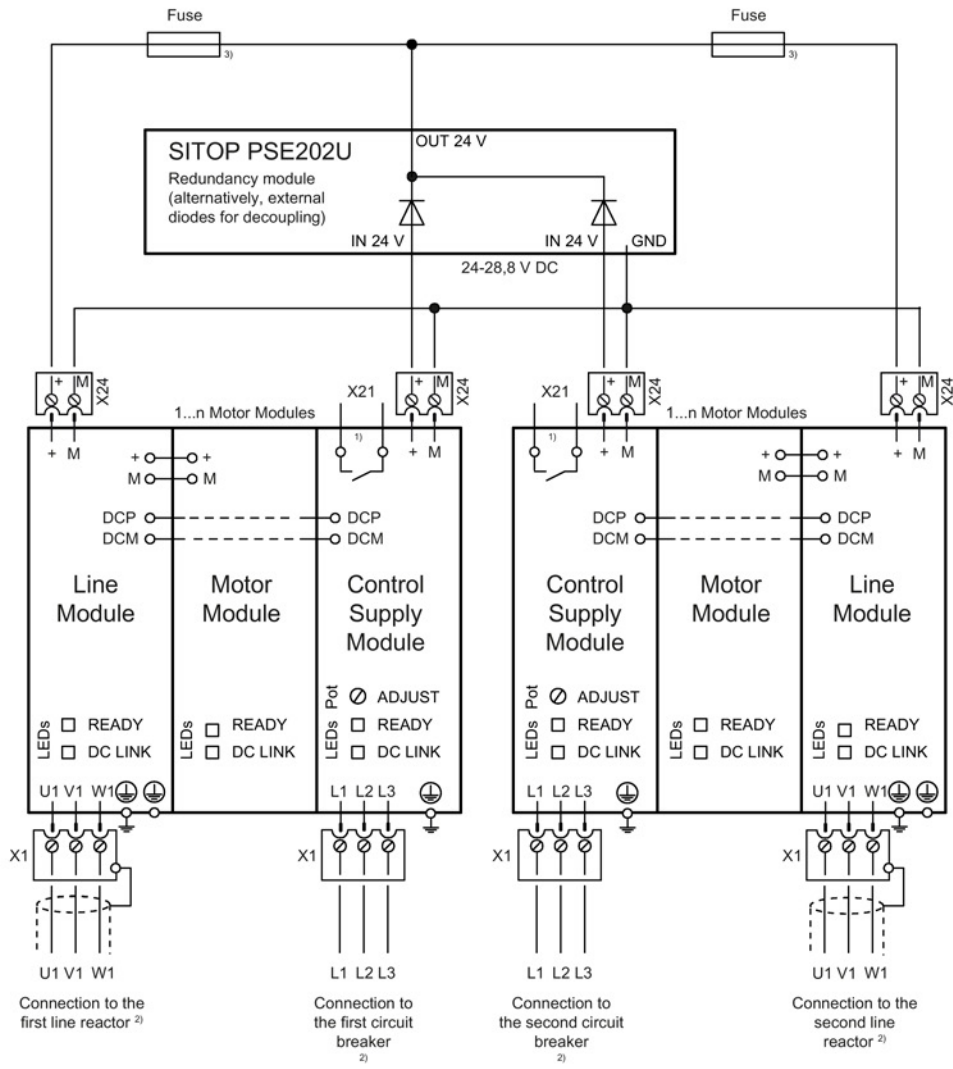 Fuse
3)
Fuse
3)
OUT 24 V
SITOP PSE202U
Redundancy module
(alternatively, external
diodes for decoupling)
IN 24 V
IN 24 V
GND
24-28,8 V DC
+ M
X24
+ M
X24
+ M
X24
+ M
X24
1...n Motor Modules
X21
1)
X21
1)
1...n Motor Modules
+ M
+ +
M M
+ M
+ M
+ +
M M
+ M
DCP DCP
DCM DCM
DCP DCP
DCM DCM
Line
Module
Motor
Module
Control
Supply
Module
Control
Supply
Module
Motor
Module
Line
Module
LEDs
READY
DC LINK
LEDs
READY
DC LINK
Pot
ADJUST
LEDs
READY
DC LINK
Pot
ADJUST
LEDs
READY
DC LINK
LEDs
READY
DC LINK
LEDs
READY
DC LINK
U1 V1 W1
L1 L2 L3
L1 L2 L3
U1 V1 W1
X1
X1
X1
X1
U1 V1 W1
L1 L2 L3
L1 L2 L3
U1 V1 W1
Connection to the
first line reactor 2)
Connection to
the first circuit
breaker
2)
Connection to
the second circuit
breaker
2)
Connection to the
second line
reactor 2)